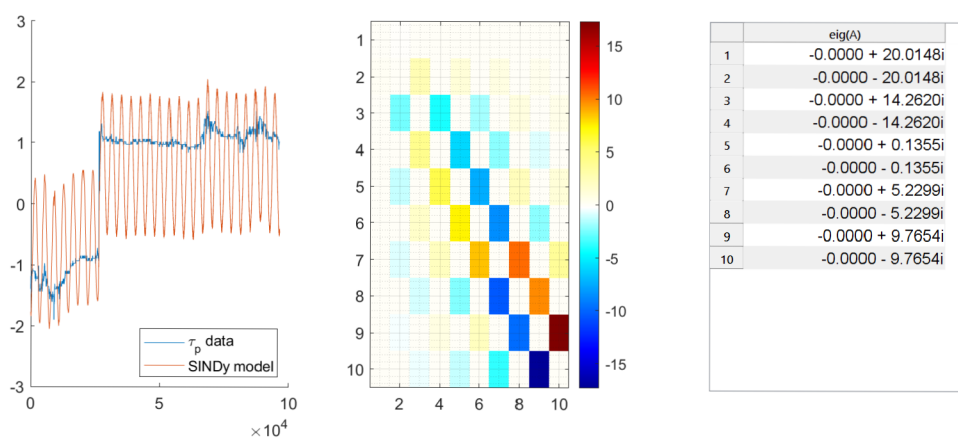 3
2
1
0
-1
-2
-3
0
5
10
×10^4
τ_p data
SINDy model
1
2
3
4
5
6
7
8
9
10
2
4
6
8
10
15
10
5
0
-5
-10
-15
eig(A)
1 -0.0000 + 20.0148i
2 -0.0000 - 20.0148i
3 -0.0000 + 14.2620i
4 -0.0000 - 14.2620i
5 -0.0000 + 0.1355i
6 -0.0000 - 0.1355i
7 -0.0000 + 5.2299i
8 -0.0000 - 5.2299i
9 -0.0000 + 9.7654i
10 -0.0000 - 9.7654i